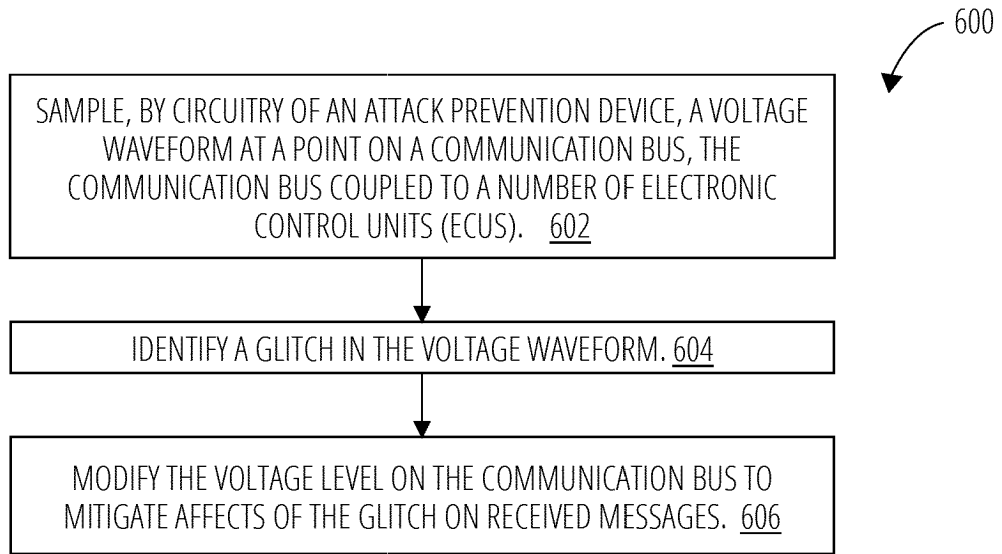 600
SAMPLE, BY CIRCUITRY OF AN ATTACK PREVENTION DEVICE, A VOLTAGE
WAVEFORM AT A POINT ON A COMMUNICATION BUS, THE
COMMUNICATION BUS COUPLED TO A NUMBER OF ELECTRONIC
CONTROL UNITS (ECUS). 602
IDENTIFY A GLITCH IN THE VOLTAGE WAVEFORM. 604
MODIFY THE VOLTAGE LEVEL ON THE COMMUNICATION BUS TO
MITIGATE AFFECTS OF THE GLITCH ON RECEIVED MESSAGES. 606